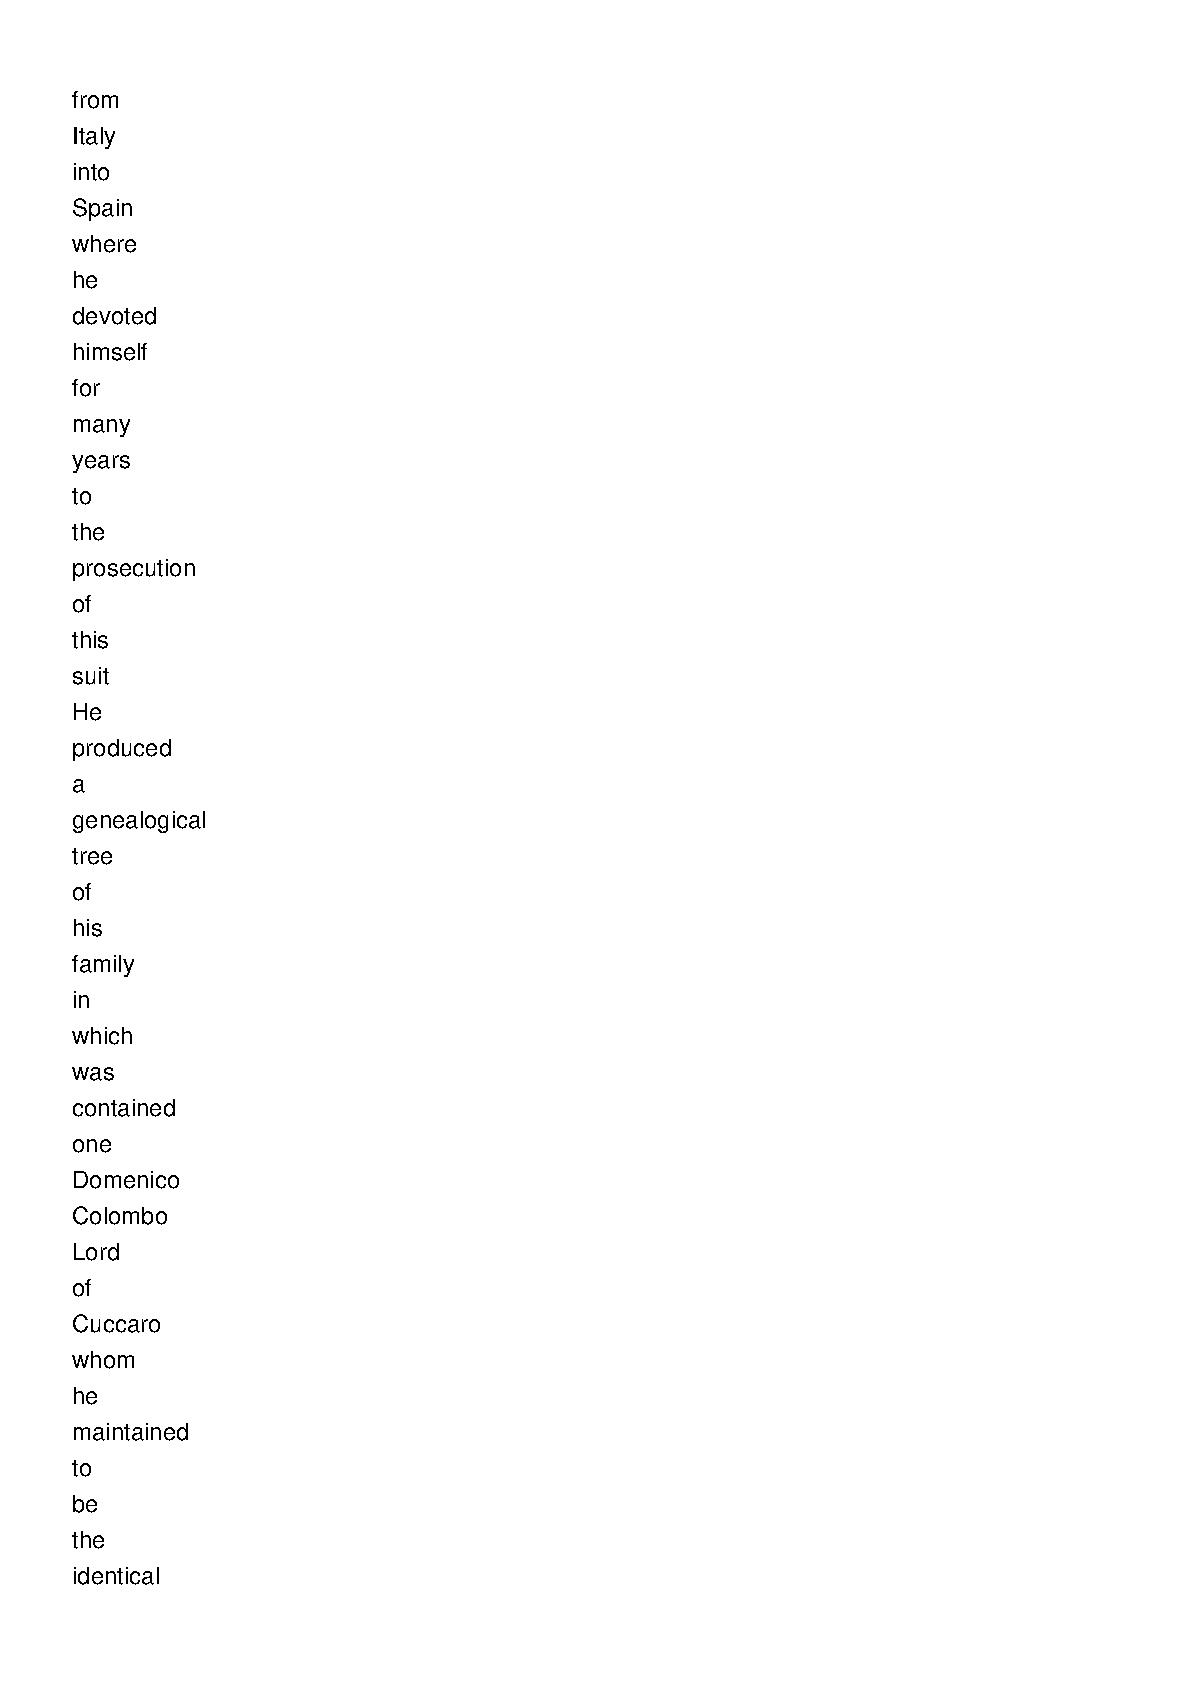 from
Italy
into
Spain
where
he
devoted
himself
for
many
years
to
the
prosecution
of
this
suit
He
produced
a
genealogical
tree
of
his
family
in
which
was
contained
one
Domenico
Colombo
Lord
of
Cuccaro
whom
he
maintained
to
be
the
identical